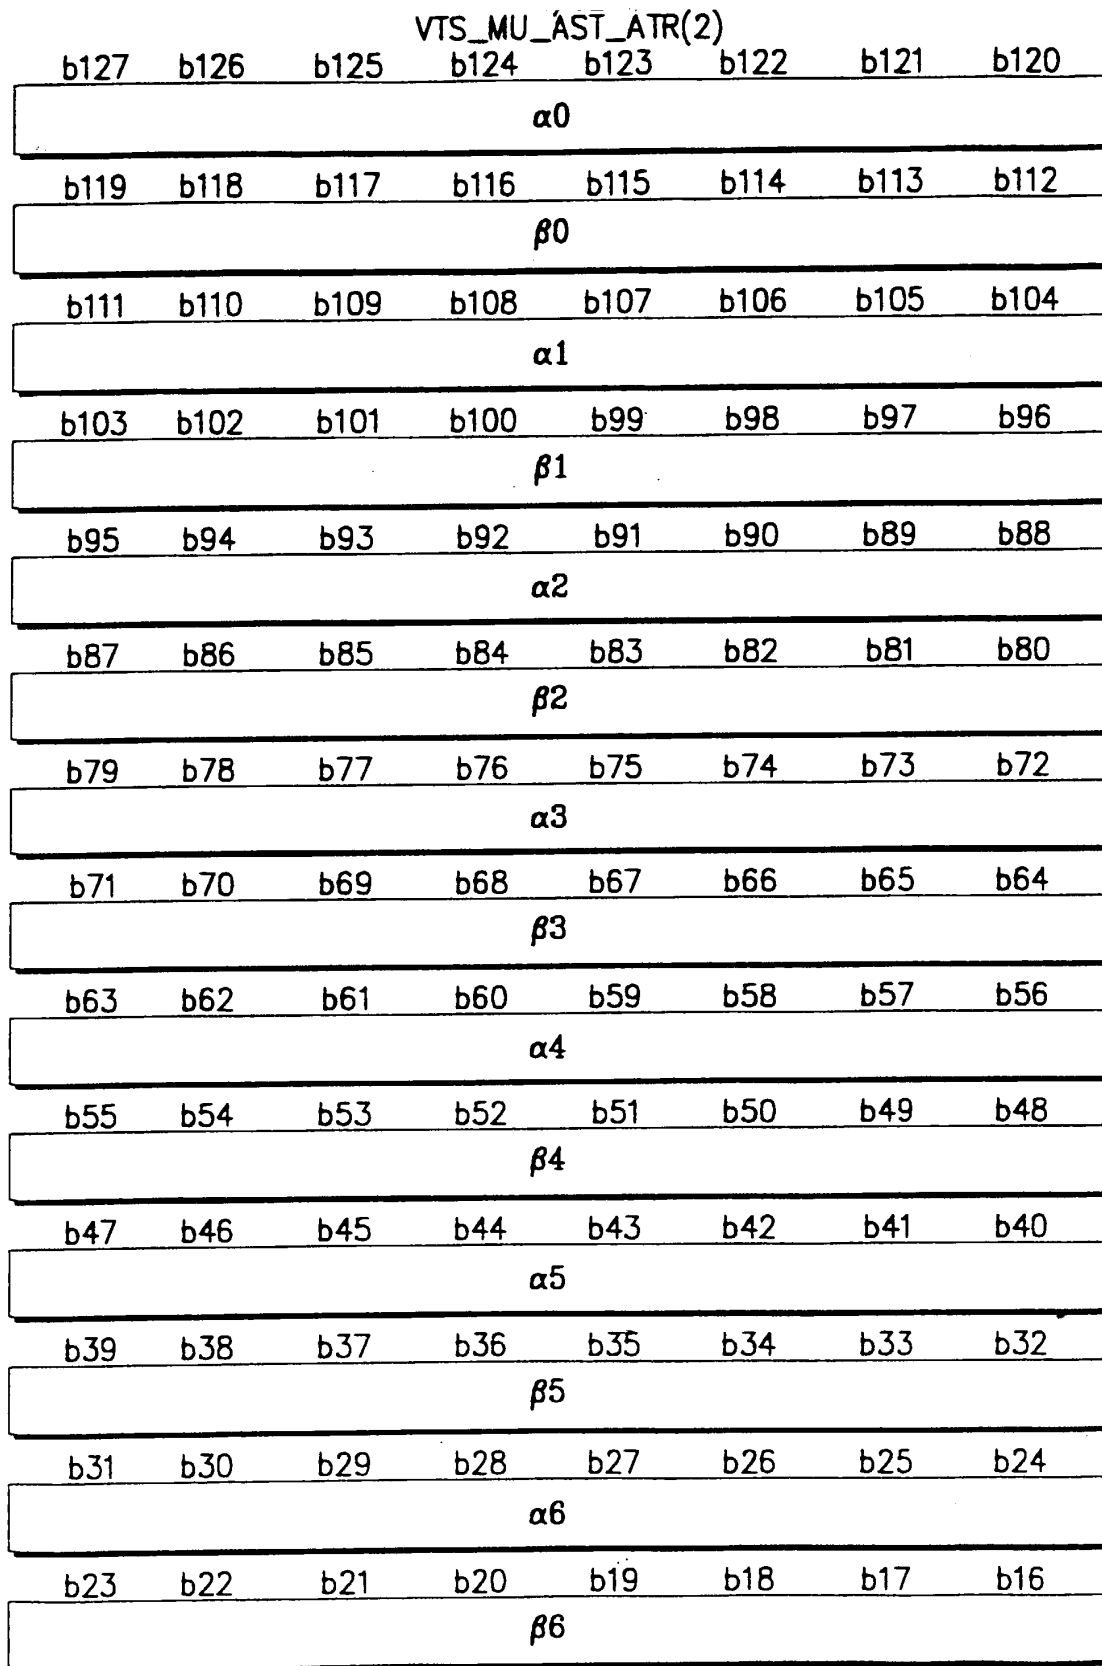 VTS_MU_AST_ATR(2)
b127 b126 b125 b124 b123 b122 b121 b120
α0
b119 b118 b117 b116 b115 b114 b113 b112
β0
b111 b110 b109 b108 b107 b106 b105 b104
α1
b103 b102 b101 b100 b99 b98 b97 b96
β1
b95 b94 b93 b92 b91 b90 b89 b88
α2
b87 b86 b85 b84 b83 b82 b81 b80
β2
b79 b78 b77 b76 b75 b74 b73 b72
α3
b71 b70 b69 b68 b67 b66 b65 b64
β3
b63 b62 b61 b60 b59 b58 b57 b56
α4
b55 b54 b53 b52 b51 b50 b49 b48
β4
b47 b46 b45 b44 b43 b42 b41 b40
α5
b39 b38 b37 b36 b35 b34 b33 b32
β5
b31 b30 b29 b28 b27 b26 b25 b24
α6
b23 b22 b21 b20 b19 b18 b17 b16
β6